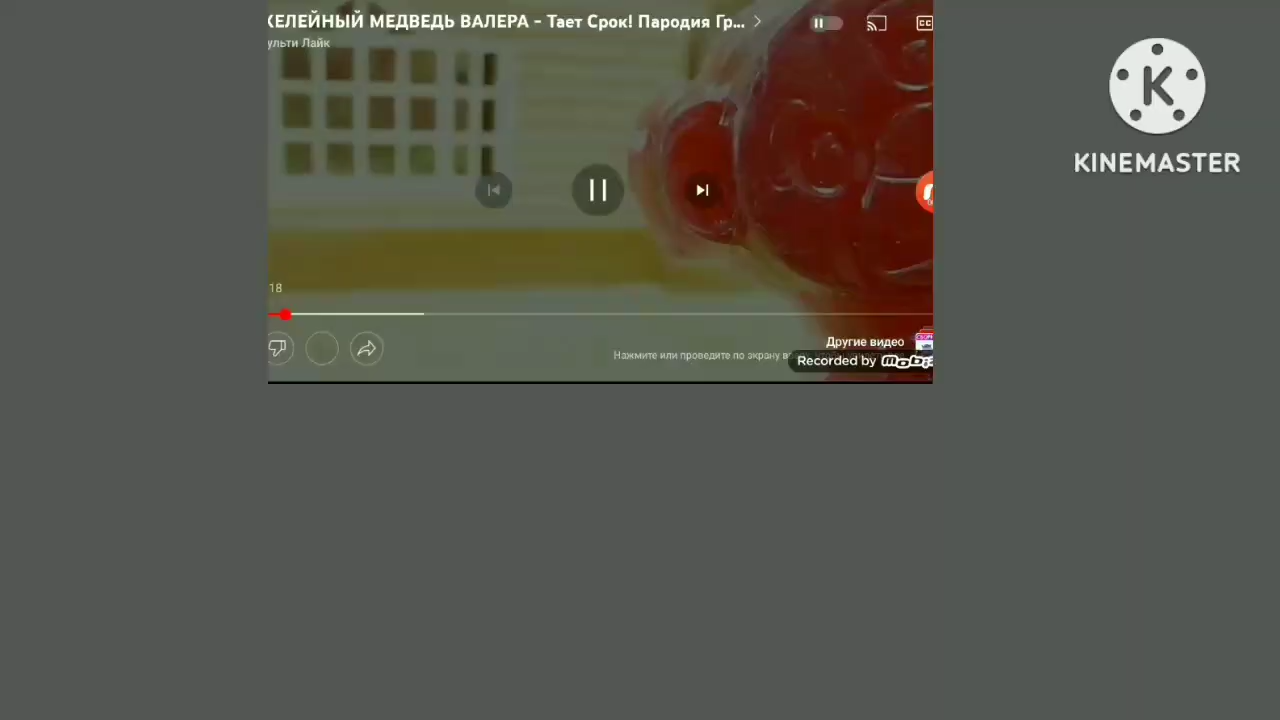 ЖЕЛЕЙНЫЙ МЕДВЕДЬ ВАЛЕРА - Тает Срок! Пародия Гр...
ульти Лайк
CC
K
KINEMASTER
18
Другие видео
Нажмите или проведите по экрану
Recorded by